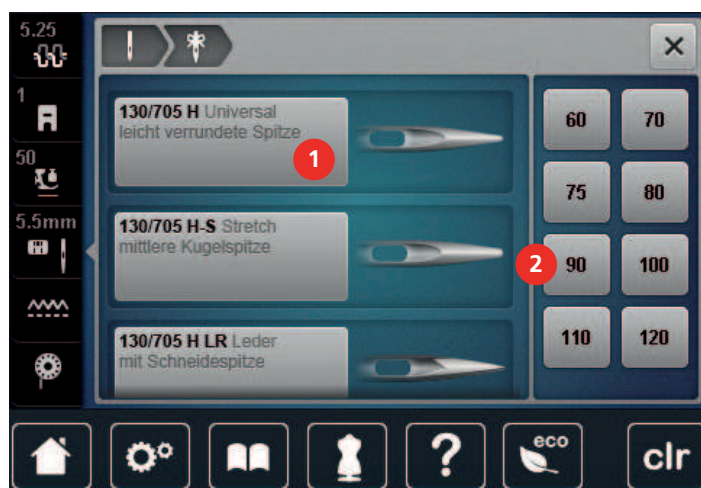 5.25
1
50
5.5mm
130/705 H Universal
leicht verrundete Spitze
1
130/705 H-S Stretch
mittlere Kugelspitze
130/705 H LR Leder
mit Schneidespitze
60 70
75 80
2
90 100
110 120
?
eco
clr